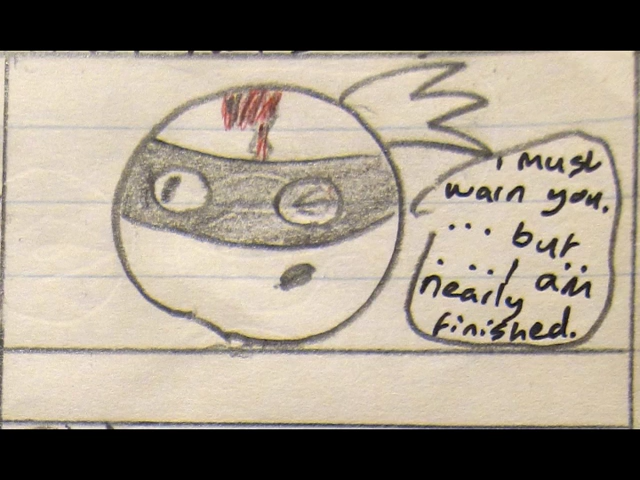 I must
warn you.
... but
... I am
nearly
finished.